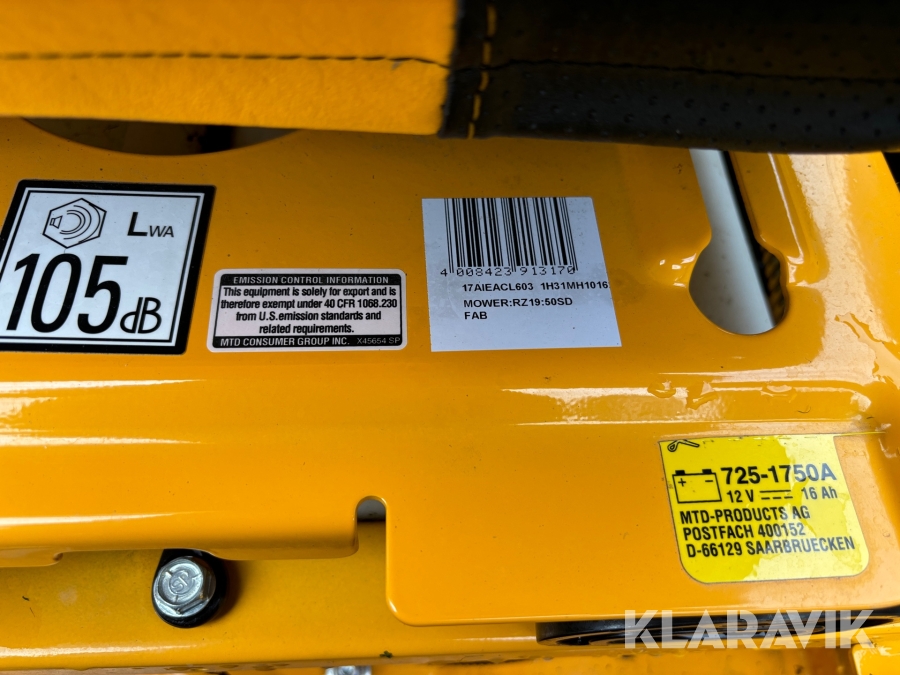 LWA
105dB
EMISSION CONTROL INFORMATION
This equipment is solely for export and is
therefore exempt under 40 CFR 1068.230
from U.S. emission standards and
related requirements.
MTD CONSUMER GROUP INC. X45654 SP
4 008423 913170
17AIEACL603 1H31MH1016
MOWER:RZ19:50SD
FAB
725-1750A
12 V 16 Ah
MTD-PRODUCTS AG
POSTFACH 400152
D-66129 SAARBRUECKEN
KLARAVIK